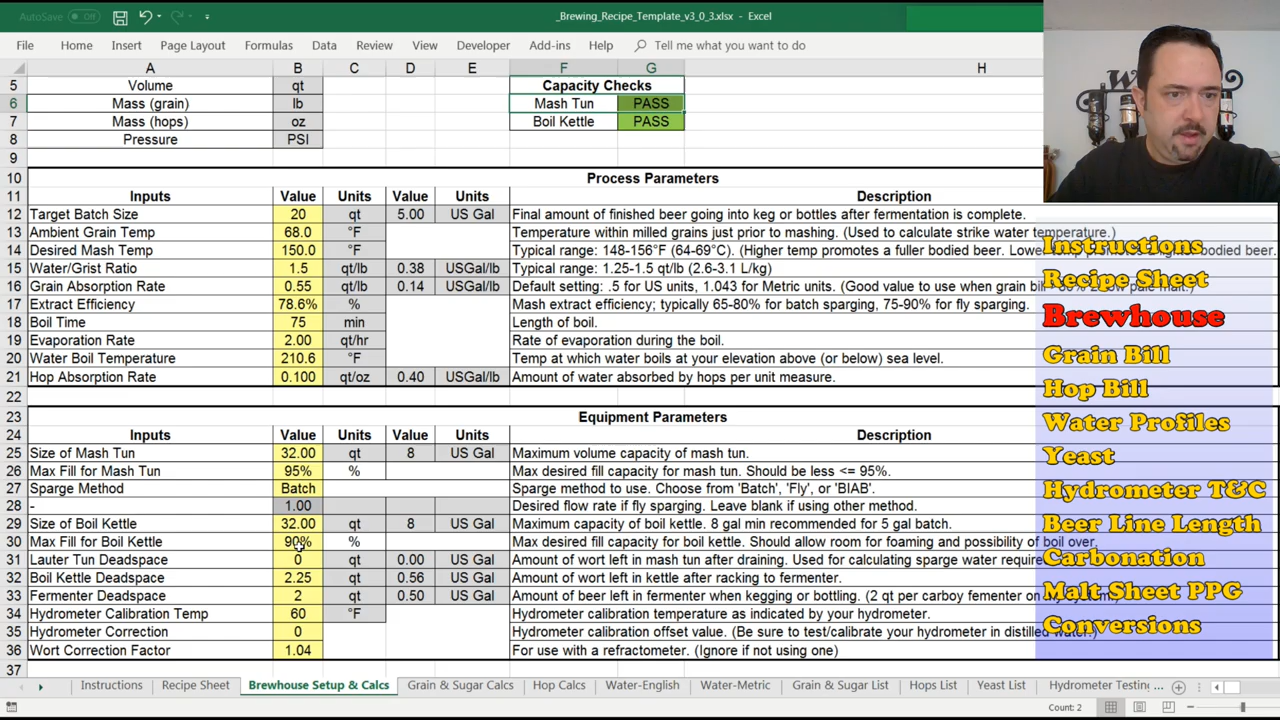 AutoSave Off
_Brewing_Recipe_Template_v3_0_3.xlsx - Excel
File Home Insert Page Layout Formulas Data Review View Developer Add-ins Help Tell me what you want to do
A B C D E F G H
5 Volume qt Capacity Checks
6 Mass (grain) lb Mash Tun PASS
7 Mass (hops) oz Boil Kettle PASS
8 Pressure PSI
9
10 Process Parameters
11 Inputs Value Units Value Units Description
12 Target Batch Size 20 qt 5.00 US Gal Final amount of finished beer going into keg or bottles after fermentation is complete.
13 Ambient Grain Temp 68.0 °F Temperature within milled grains just prior to mashing. (Used to calculate strike water temperature.)
14 Desired Mash Temp 150.0 °F Typical range: 148-156°F (64-69°C). (Higher temp promotes a fuller bodied beer.
15 Water/Grist Ratio 1.5 qt/lb 0.38 USGal/lb Typical range: 1.25-1.5 qt/lb (2.6-3.1 L/kg)
16 Grain Absorption Rate 0.55 qt/lb 0.14 USGal/lb Default setting: .5 for US units, 1.043 for Metric units. (Good value to use when grain bill
17 Extract Efficiency 78.6% % Mash extract efficiency; typically 65-80% for batch sparging, 75-90% for fly sparging.
18 Boil Time 75 min Length of boil.
19 Evaporation Rate 2.00 qt/hr Rate of evaporation during the boil.
20 Water Boil Temperature 210.6 °F Temp at which water boils at your elevation above (or below) sea level.
21 Hop Absorption Rate 0.100 qt/oz 0.40 USGal/lb Amount of water absorbed by hops per unit measure.
22
23 Equipment Parameters
24 Inputs Value Units Value Units Description
25 Size of Mash Tun 32.00 qt 8 US Gal Maximum volume capacity of mash tun.
26 Max Fill for Mash Tun 95% % Max desired fill capacity for mash tun. Should be less <= 95%.
27 Sparge Method Batch Sparge method to use. Choose from 'Batch', 'Fly', or 'BIAB'.
28 - 1.00 Desired flow rate if fly sparging. Leave blank if using other method.
29 Size of Boil Kettle 32.00 qt 8 US Gal Maximum capacity of boil kettle. 8 gal min recommended for 5 gal batch.
30 Max Fill for Boil Kettle 90% % Max desired fill capacity for boil kettle. Should allow room for foaming and possibility of boil over.
31 Lauter Tun Deadspace 0 qt 0.00 US Gal Amount of wort left in mash tun after draining. Used for calculating sparge water
32 Boil Kettle Deadspace 2.25 qt 0.56 US Gal Amount of wort left in kettle after racking to fermenter.
33 Fermenter Deadspace 2 qt 0.50 US Gal Amount of beer left in fermenter when kegging or bottling. (2 qt per carboy fementer on
34 Hydrometer Calibration Temp 60 °F Hydrometer calibration temperature as indicated by your hydrometer.
35 Hydrometer Correction 0 Hydrometer calibration offset value. (Be sure to test/calibrate your hydrometer in distilled water.)
36 Wort Correction Factor 1.04 For use with a refractometer. (Ignore if not using one)
37
Instructions
Recipe Sheet
Brewhouse
Grain Bill
Hop Bill
Water Profiles
Yeast
Hydrometer T&C
Beer Line Length
Carbonation
Malt Sheet PPG
Conversions
Instructions Recipe Sheet Brewhouse Setup & Calcs Grain & Sugar Calcs Hop Calcs Water-English Water-Metric Grain & Sugar List Hops List Yeast List Hydrometer Testing ...
Count: 2